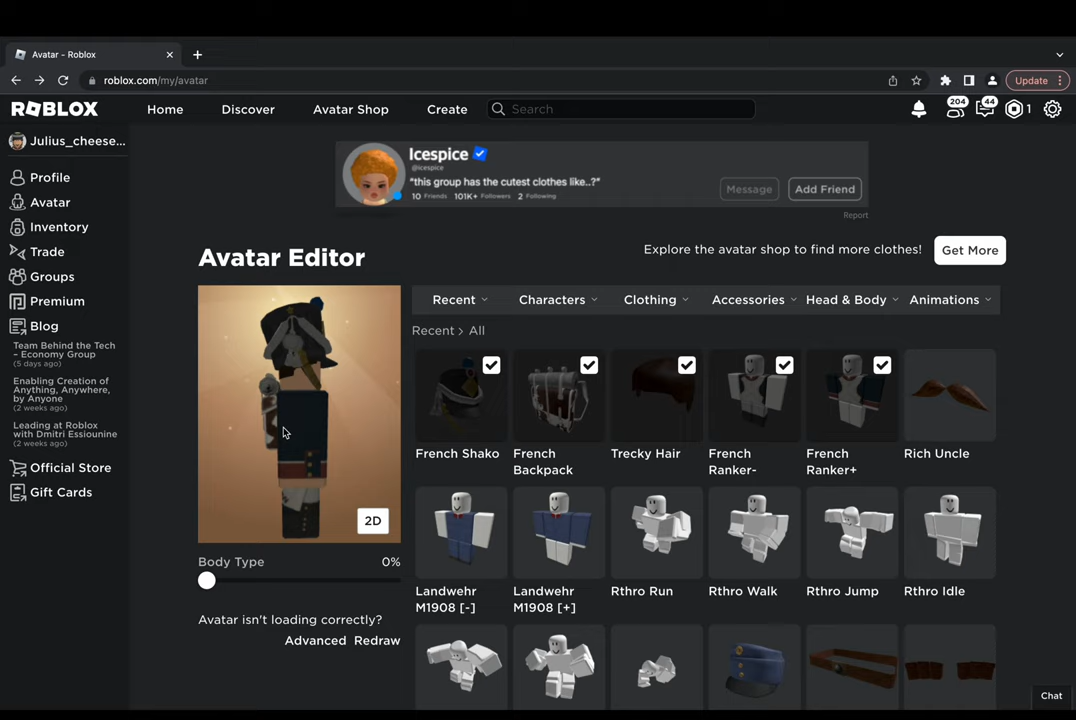 Avatar - Roblox
roblox.com/my/avatar
Update
ROBLOX
Home
Discover
Avatar Shop
Create
Search
204
44
1
Julius_cheese...
Profile
Avatar
Inventory
Trade
Groups
Premium
Blog
Team Behind the Tech
– Economy Group
(5 days ago)
Enabling Creation of
Anything, Anywhere,
by Anyone
(2 weeks ago)
Leading at Roblox
with Dmitri Essiounine
(2 weeks ago)
Official Store
Gift Cards
Icespice
@icespice
"this group has the cutest clothes like..?"
10 Friends 101K+ Followers 2 Following
Message
Add Friend
Report
Avatar Editor
Explore the avatar shop to find more clothes!
Get More
2D
Body Type
0%
Avatar isn't loading correctly?
Advanced
Redraw
Recent
Characters
Clothing
Accessories
Head & Body
Animations
Recent > All
French Shako
French
Backpack
Trecky Hair
French
Ranker-
French
Ranker+
Rich Uncle
Landwehr
M1908 [-]
Landwehr
M1908 [+]
Rthro Run
Rthro Walk
Rthro Jump
Rthro Idle
Chat